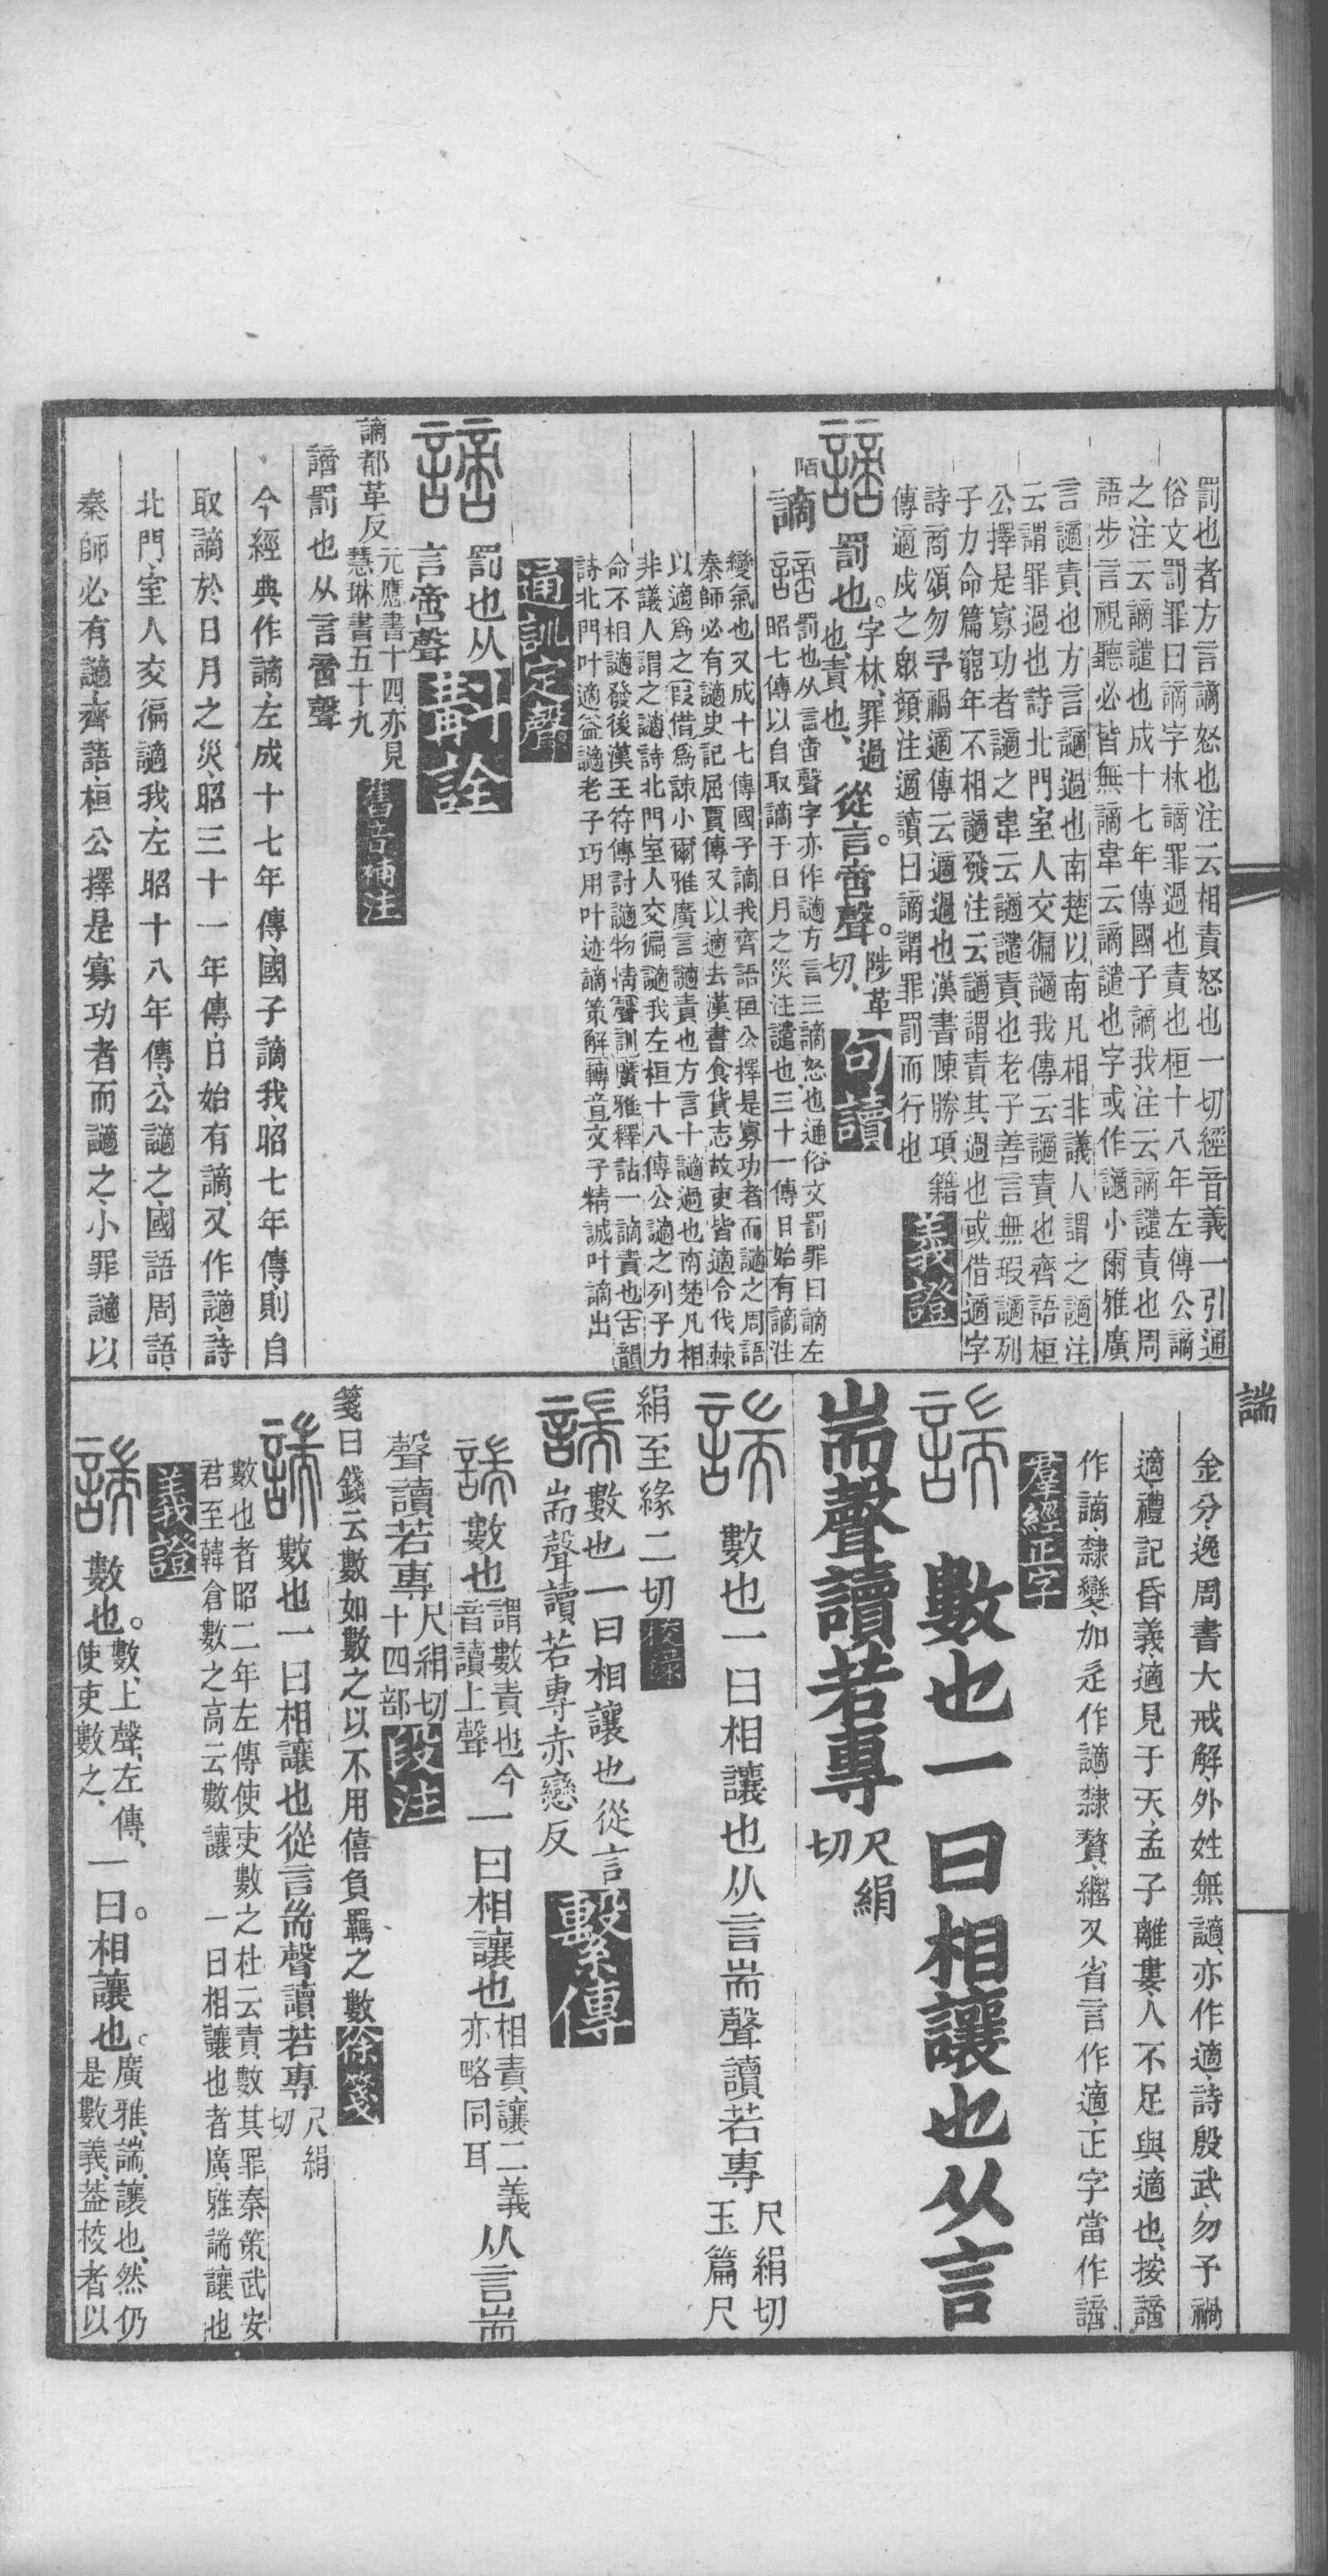 罰也者方言謫怒也注云相責怒也一切經音義一引通
俗文罰罪曰謫字林謫罪過也責也桓十八年左傳公謫
之注云謫譴也成十七年傳國子謫我注云謫譴責也周
語步言視聽必皆無謫韋云謫譴也字或作讁小爾雅廣
言讁責也方言讁過也南楚以南凡相非議人謂之讁注
云謂罪過也詩北門室人交徧讁我傳云讁責也齊語桓
公擇是寡功者讁之韋云讁譴責也老子善言無瑕讁列
子力命篇窮年不相讁發注云讁謂責其過也或借適字
詩商頌勿予禍適傳云適過也漢書陳勝項籍
傳適戍之眾顏注適讀曰謫謂罪罰而行也
義證
罰也。字林、罪過也、責也、從言啻聲。陟革切、
句讀
陌
謫
罰也从言啻聲字亦作讁方言三謫怒也通俗文罰罪曰謫左
昭七傳以自取謫于日月之災注譴也三十一傳日始有謫注
變氣也又成十七傳國子謫我齊語桓公擇是寡功者而讁之周語
秦師必有讁史記屈賈傳又以適去漢書食貨志故吏皆適令伐棘
以適爲之(叚借)爲諫小爾雅廣言讁責也方言十讁過也南楚凡相
非議人謂之讁詩北門室人交徧讁我左桓十八傳公讁之列子力
命不相讁發後漢王符傳討讁物情(聲訓)廣雅釋詁一謫責也(古韻)
詩北門叶適益讁老子巧用叶迹謫策解(轉音)文子精誠叶謫出
通訓定聲
罰也从言啻聲
斠詮
謫都革反元應書十四亦見慧琳書五十九
舊音補注
謫罰也从言啻聲
今經典作謫、左成十七年傳、國子謫我、昭七年傳、則自
取謫於日月之災、昭三十一年傳、日始有謫、又作讁、詩
北門、室人交徧讁我、左昭十八年傳、公讁之、國語周語、
秦師必有讁、齊語、桓公擇是寡功者而讁之、小罪讁以
諯
金分、逸周書大戒解、外姓無讁、亦作適、詩殷武、勿予禍
適、禮記昏義適見于天、孟子離婁、人不足與適也、按謫
作謫、隸變、加辵作讁、隸贅、繼又省言作適、正字當作謫
羣經正字
數也一曰相讓也从言
耑聲讀若專尺絹切
數也一曰相讓也从言耑聲讀若專尺絹切玉篇尺
絹至緣二切
校錄
數也一曰相讓也從言
耑聲讀若專赤戀反
繫傳
數也謂數責也今音讀上聲一曰相讓也相責讓二義亦略同耳从言耑
聲讀若專尺絹切十四部
段注
箋曰錢云數如數之以不用僖負羈之數
徐箋
數也一曰相讓也從言耑聲讀若專尺絹切
數也者昭二年左傳使吏數之杜云責數其罪秦策武安
君至韓倉數之高云數讓一曰相讓也者廣雅諯讓也
義證
數也。數、上聲、左傳、使吏數之、一曰。相讓也。廣雅、諯、讓也、然仍是數義、葢校者以